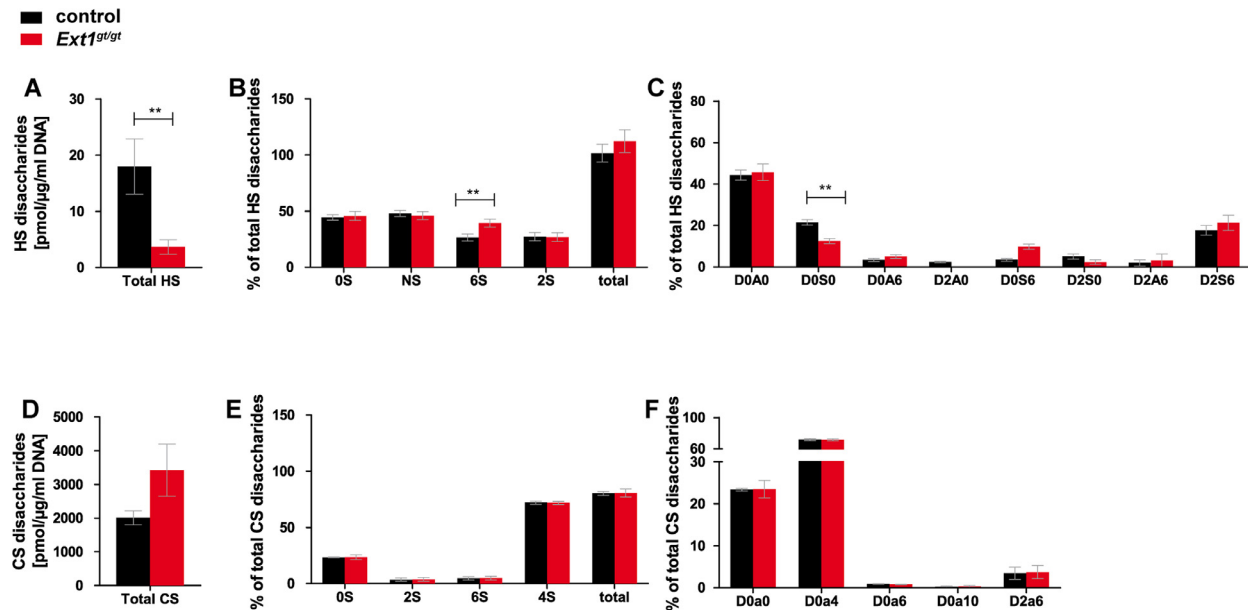 control
Ext1gt/gt
A
HS disaccharides
[pmol/µg/ml DNA]
30
20
10
0
**
Total HS
B
% of total HS disaccharides
150
100
50
0
**
0S NS 6S 2S total
C
% of total HS disaccharides
60
40
20
0
**
D0A0 D0S0 D0A6 D2A0 D0S6 D2S0 D2A6 D2S6
D
CS disaccharides
[pmol/µg/ml DNA]
5000
4000
3000
2000
1000
0
Total CS
E
% of total CS disaccharides
150
100
50
0
0S 2S 6S 4S total
F
% of total CS disaccharides
100
60
30
20
10
0
D0a0 D0a4 D0a6 D0a10 D2a6